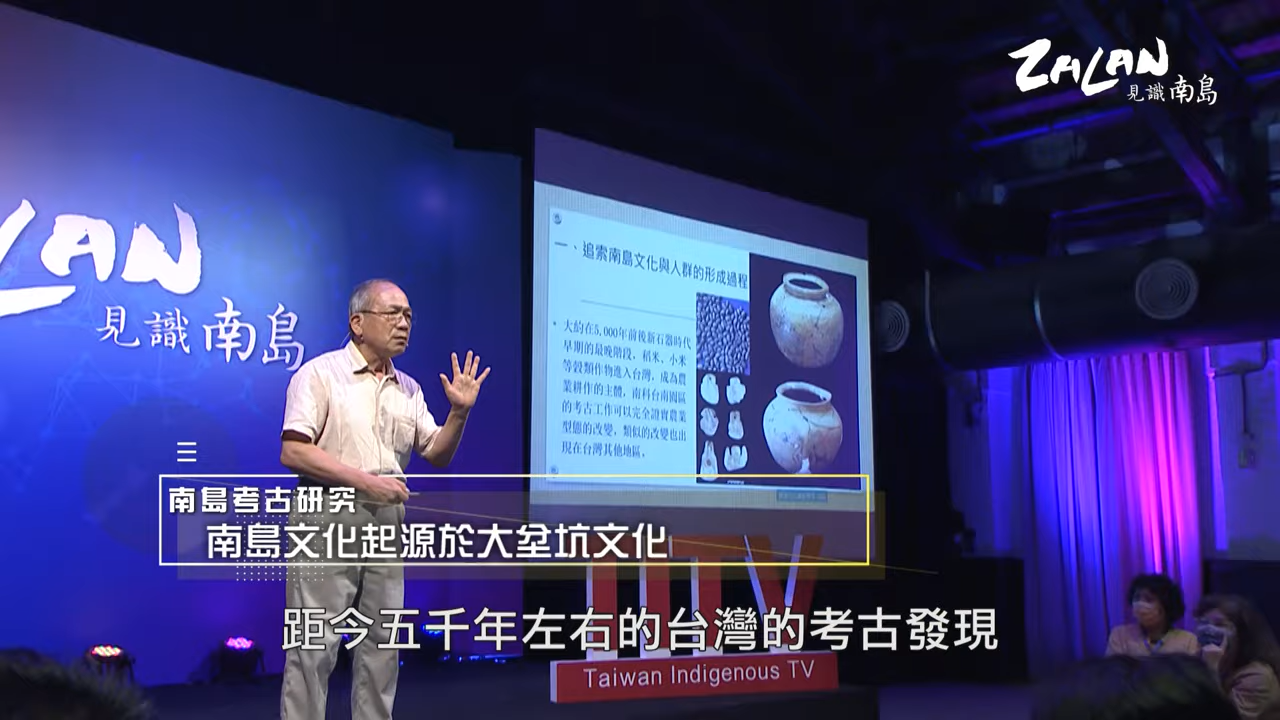 ZALAN
見識南島
ZALAN
見識南島
一、追索南島文化與人群的形成過程
• 大約在5,000年前後新石器時代
早期的最晚階段，稻米、小米
等穀類作物進入台灣，成為農
業耕作的主體，南科台南園區
的考古工作可以完全證實農業
型態的改變，類似的改變也出
現在台灣其他地區。
三
南島考古研究
南島文化起源於大坌坑文化
距今五千年左右的台灣的考古發現
TITV
Taiwan Indigenous TV